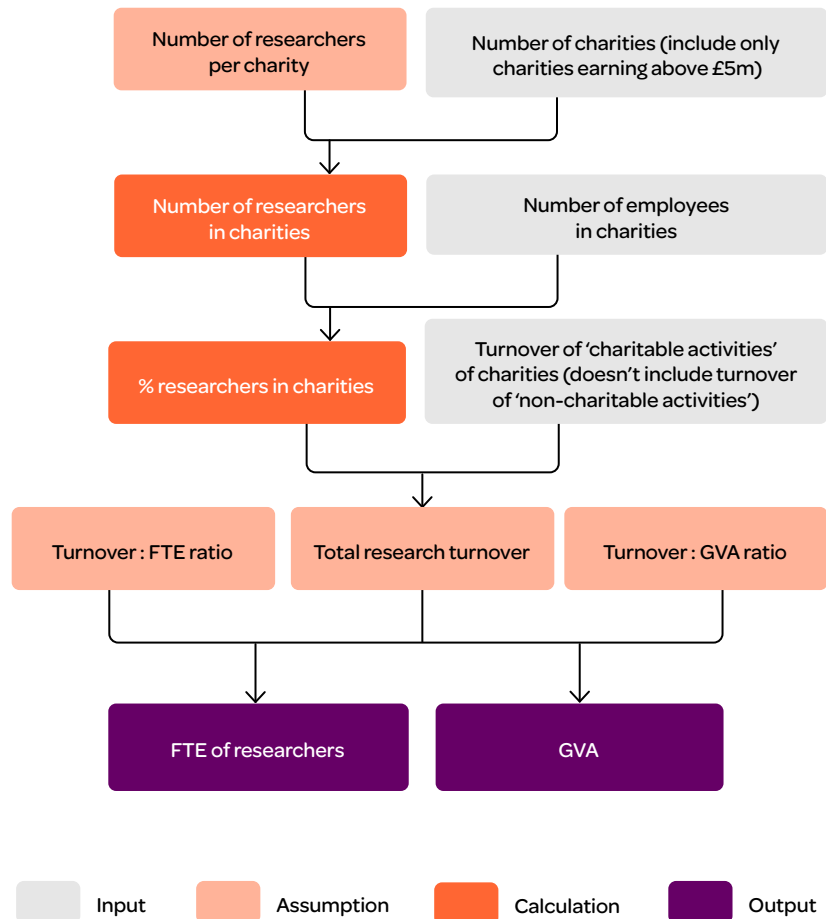 Number of researchers
per charity
Number of charities (include only
charities earning above £5m)
Number of researchers
in charities
Number of employees
in charities
% researchers in charities
Turnover of ‘charitable activities’
of charities (doesn’t include turnover
of ‘non-charitable activities’)
Turnover : FTE ratio
Total research turnover
Turnover : GVA ratio
FTE of researchers
GVA
Input
Assumption
Calculation
Output